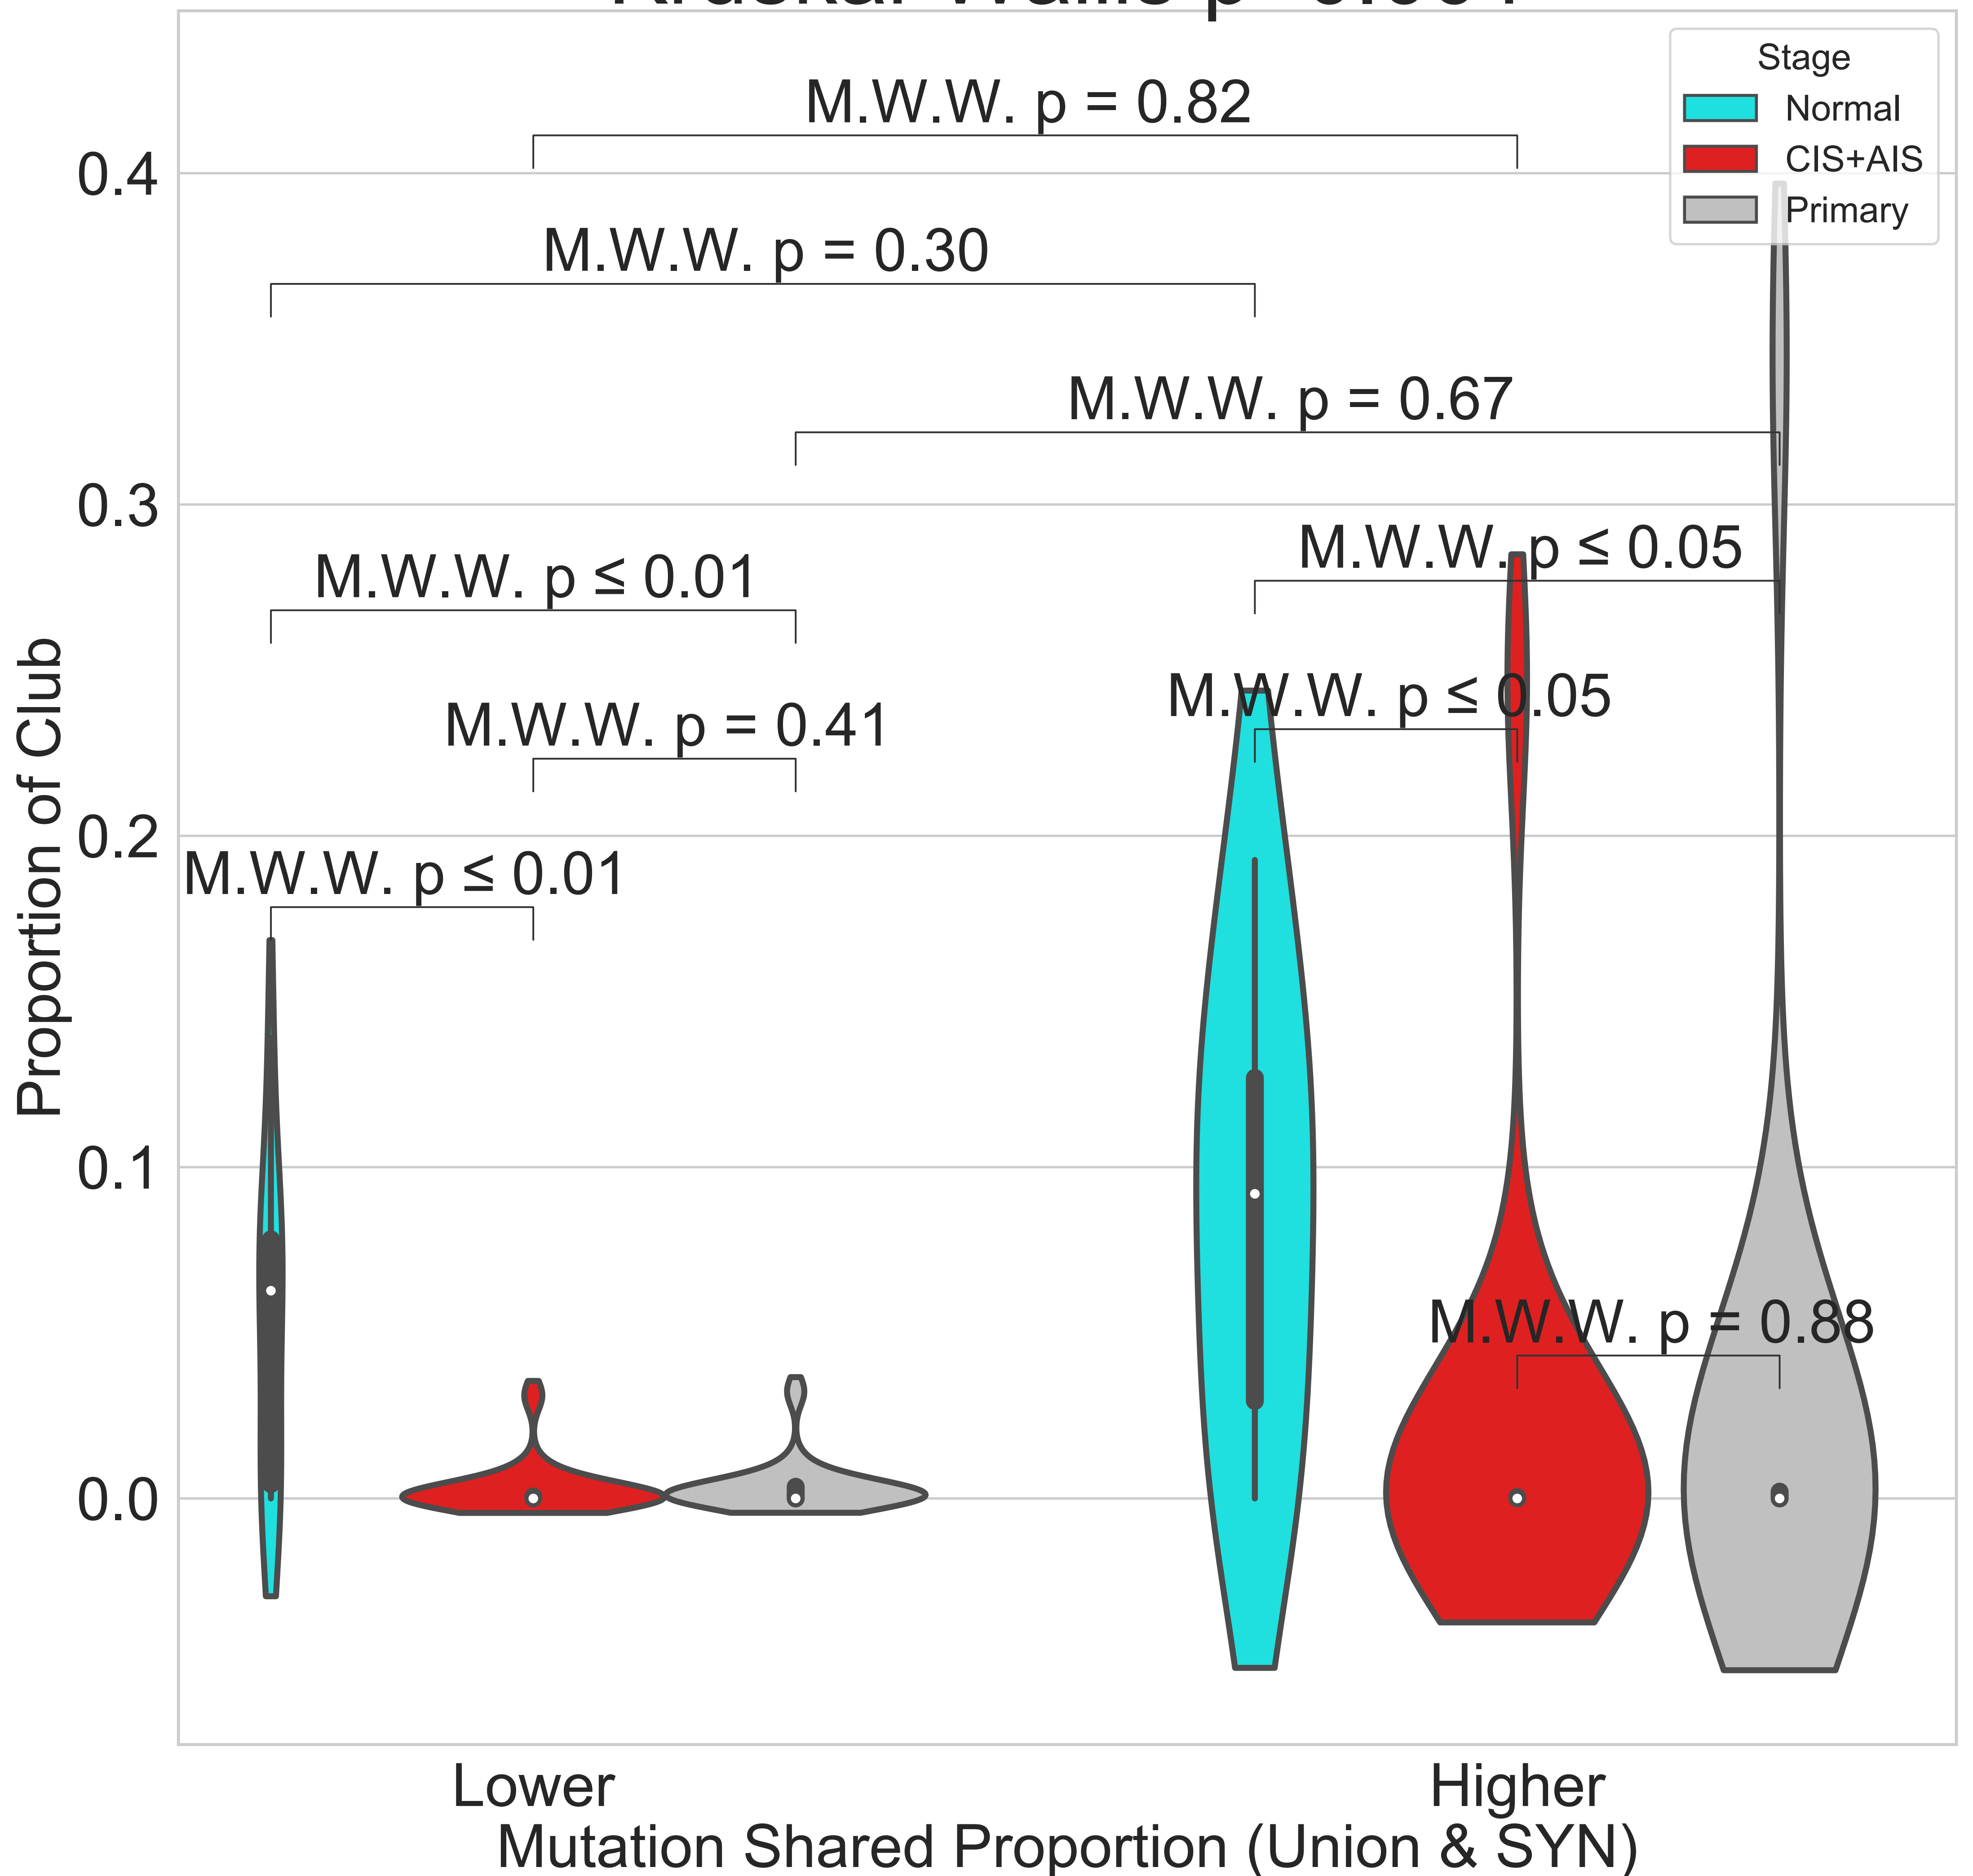 Stage
Normal
CIS+AIS
Primary
M.W.W. p = 0.82
0.4
M.W.W. p = 0.30
M.W.W. p = 0.67
0.3
M.W.W. p ≤ 0.05
M.W.W. p ≤ 0.01
M.W.W. p ≤ 0.05
M.W.W. p = 0.41
0.2
M.W.W. p ≤ 0.01
Proportion of Club
0.1
M.W.W. p = 0.88
0.0
Lower
Higher
Mutation Shared Proportion (Union & SYN)